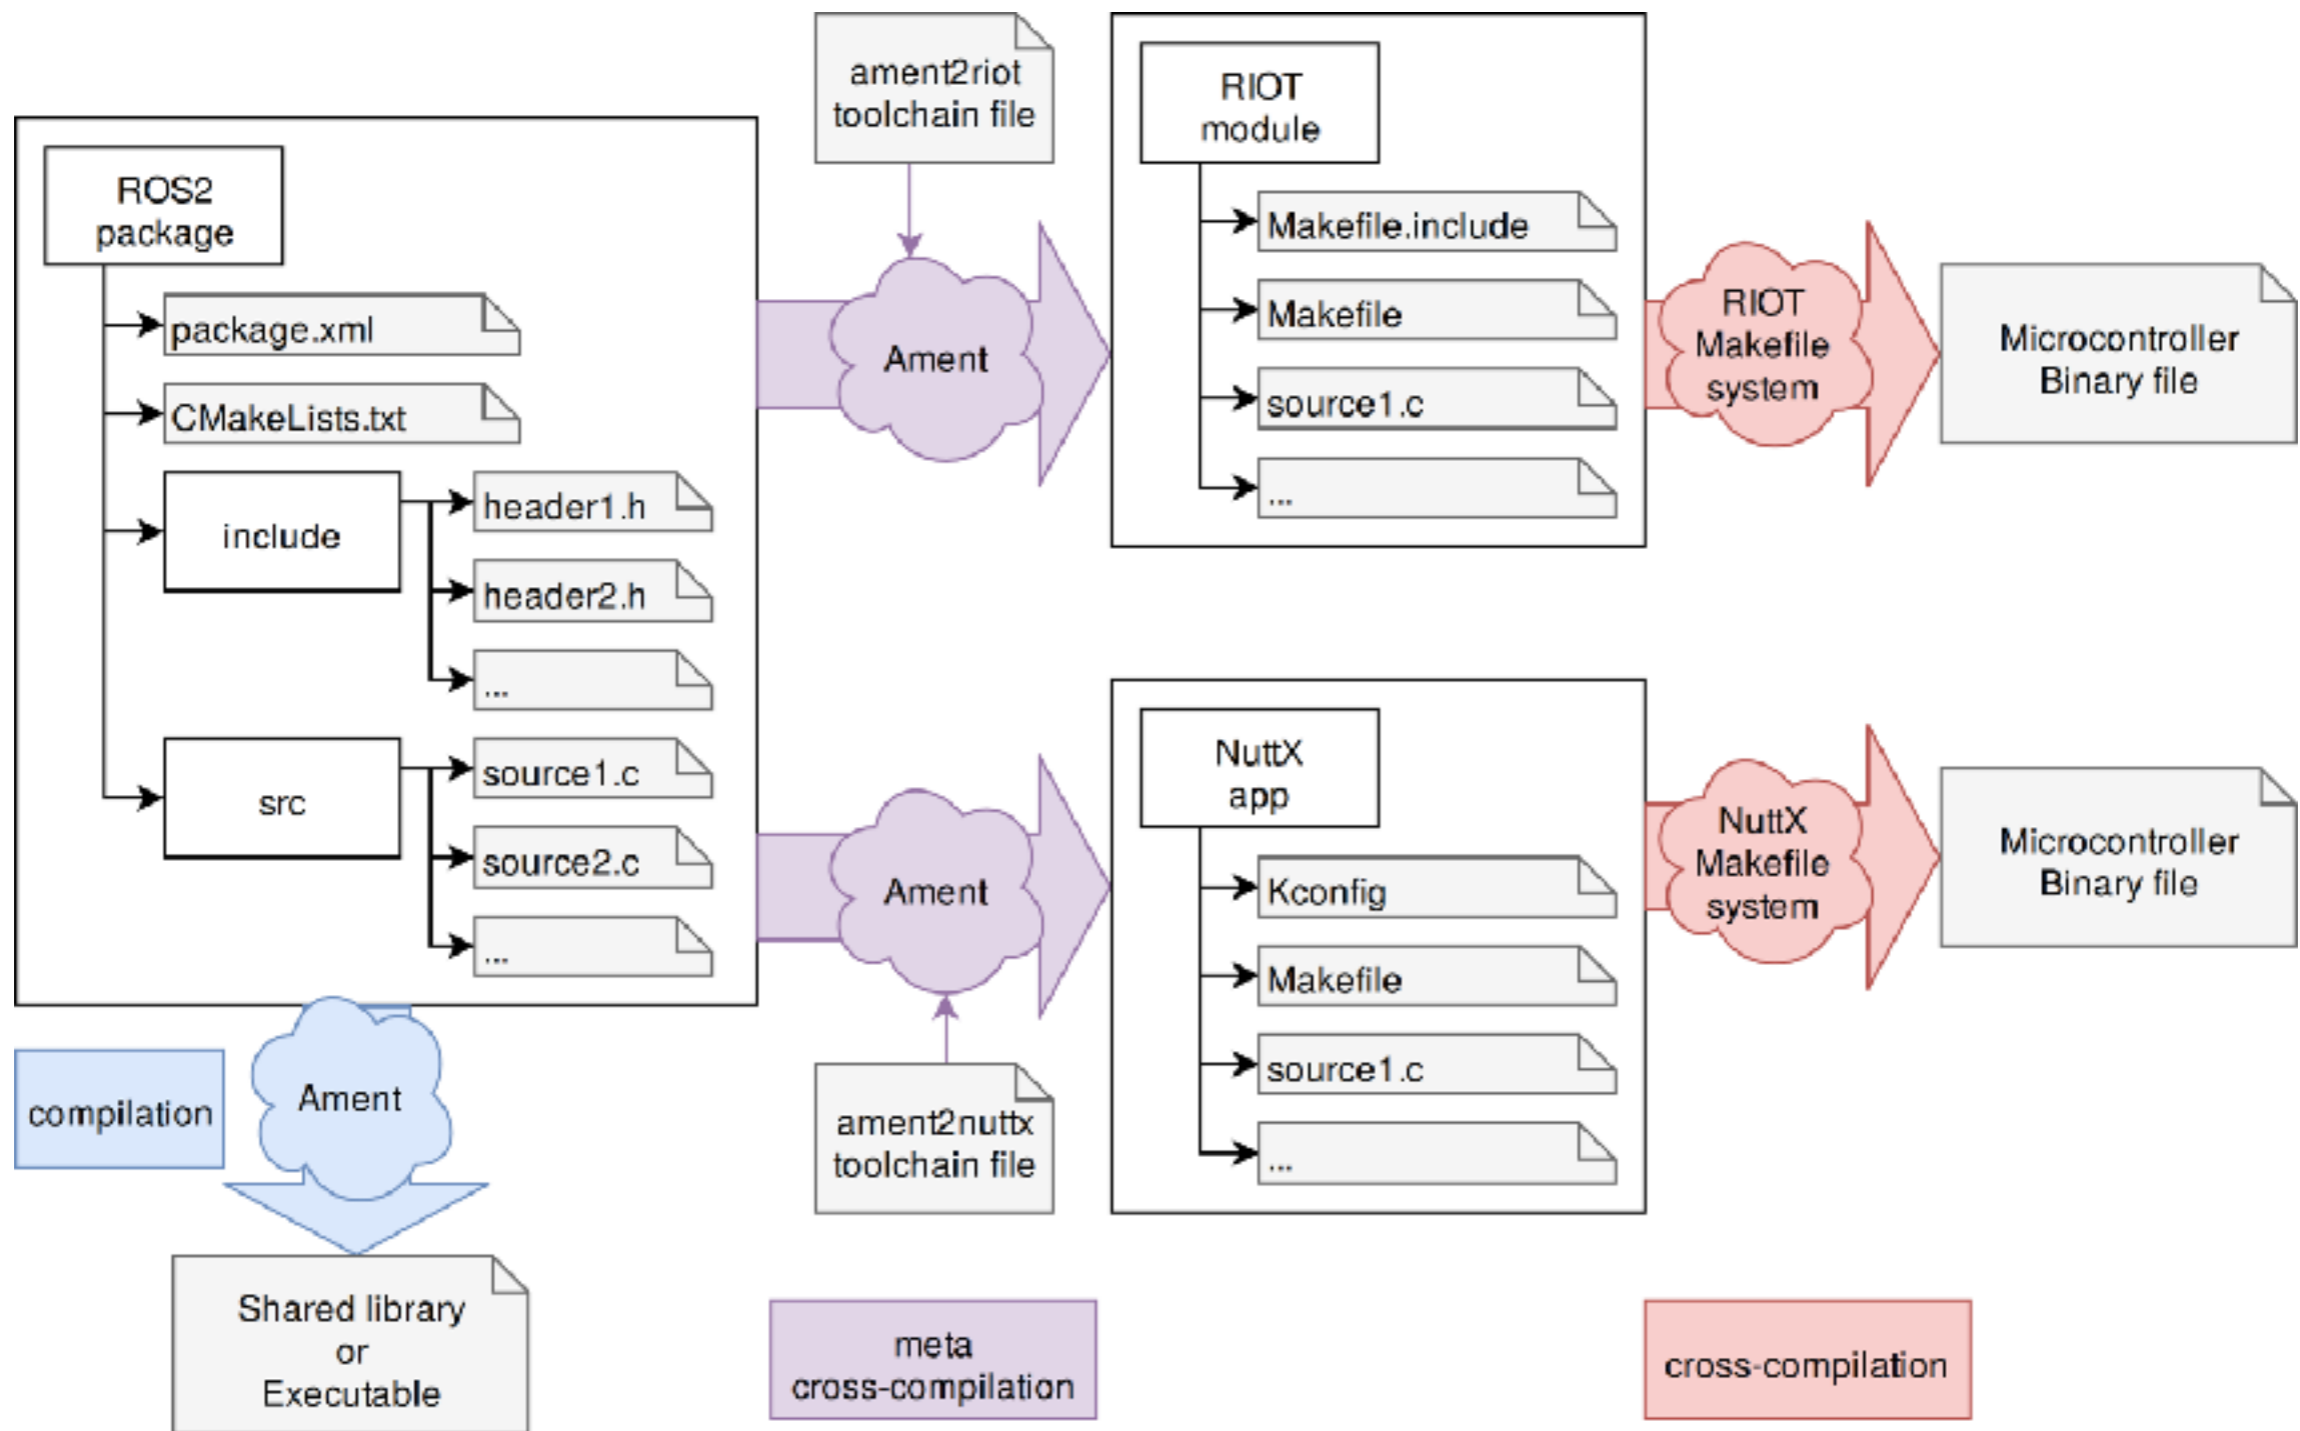 ROS2
package
package.xml
CMakeLists.txt
include
header1.h
header2.h
...
src
source1.c
source2.c
...
compilation
Ament
Shared library
or
Executable
ament2riot
toolchain file
Ament
RIOT
module
Makefile.include
Makefile
source1.c
...
RIOT
Makefile
system
Microcontroller
Binary file
Ament
ament2nuttx
toolchain file
NuttX
app
Kconfig
Makefile
source1.c
...
NuttX
Makefile
system
Microcontroller
Binary file
meta
cross-compilation
cross-compilation